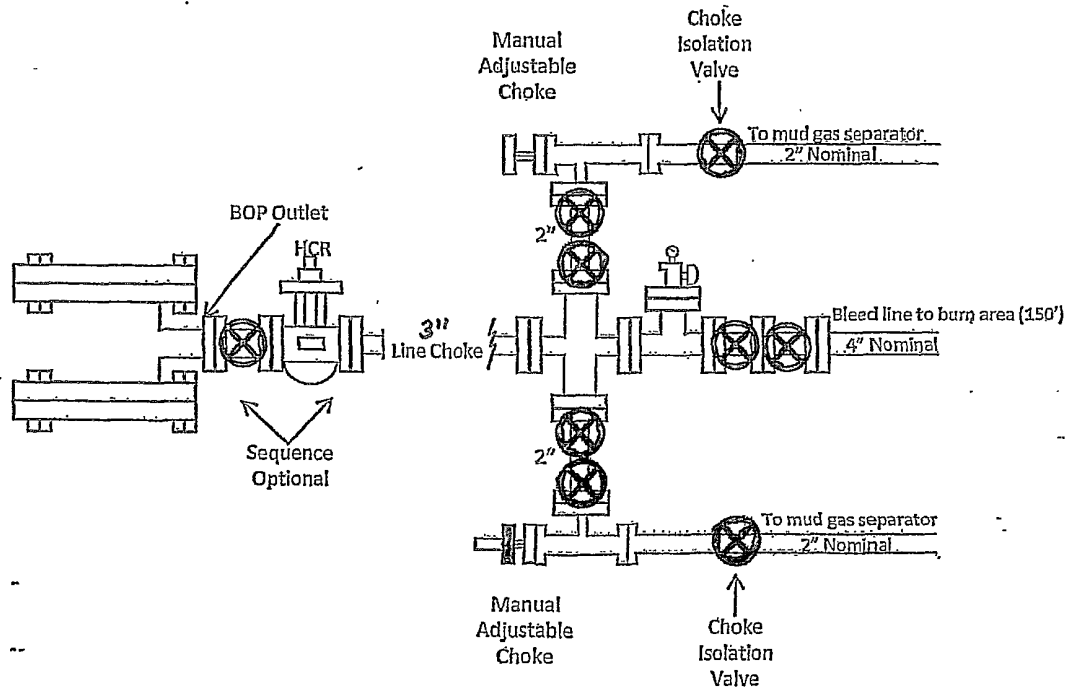 Choke
Isolation
Valve
Manual
Adjustable
Choke
To mud gas separator
2" Nominal
BOP Outlet
HCR
2"
Bleed line to burn area (150')
3"
Line Choke
4" Nominal
Sequence
Optional
2"
To mud gas separator
2" Nominal
Manual
Adjustable
Choke
Choke
Isolation
Valve